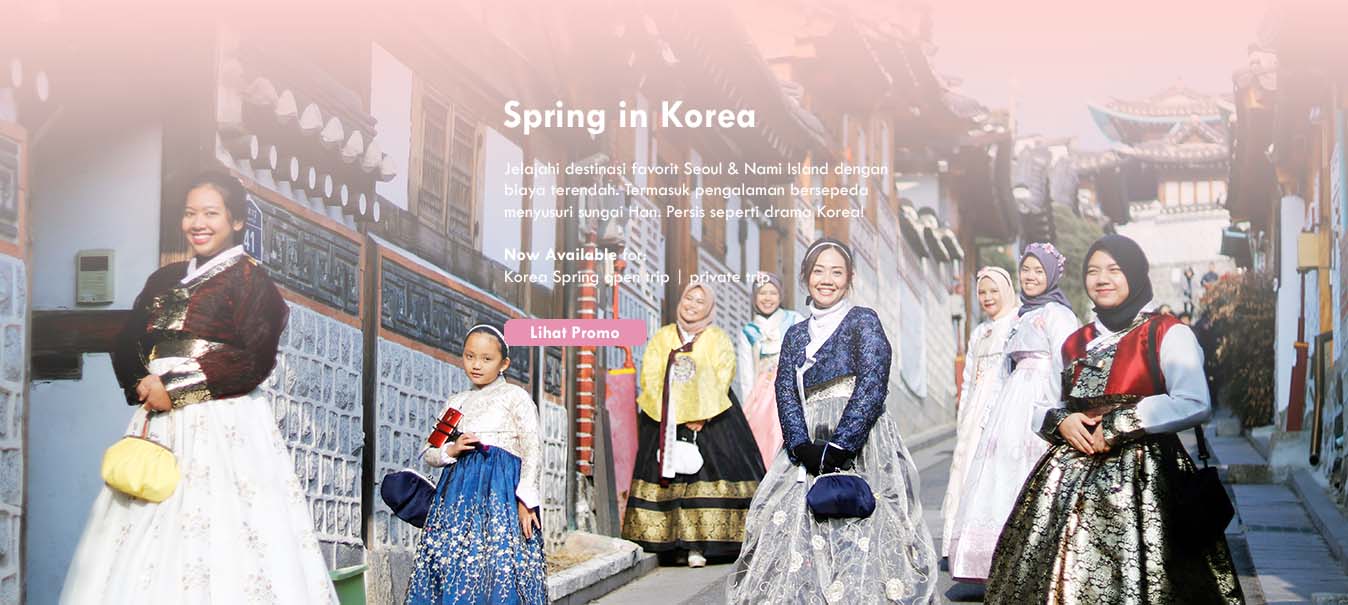 Spring in Korea
Jelajahi destinasi favorit Seoul & Nami Island dengan
biaya terendah. Termasuk pengalaman bersepeda
menyusuri sungai Han. Persis seperti drama Korea!
Now Available for:
Korea Spring open trip | private trip
Lihat Promo
41